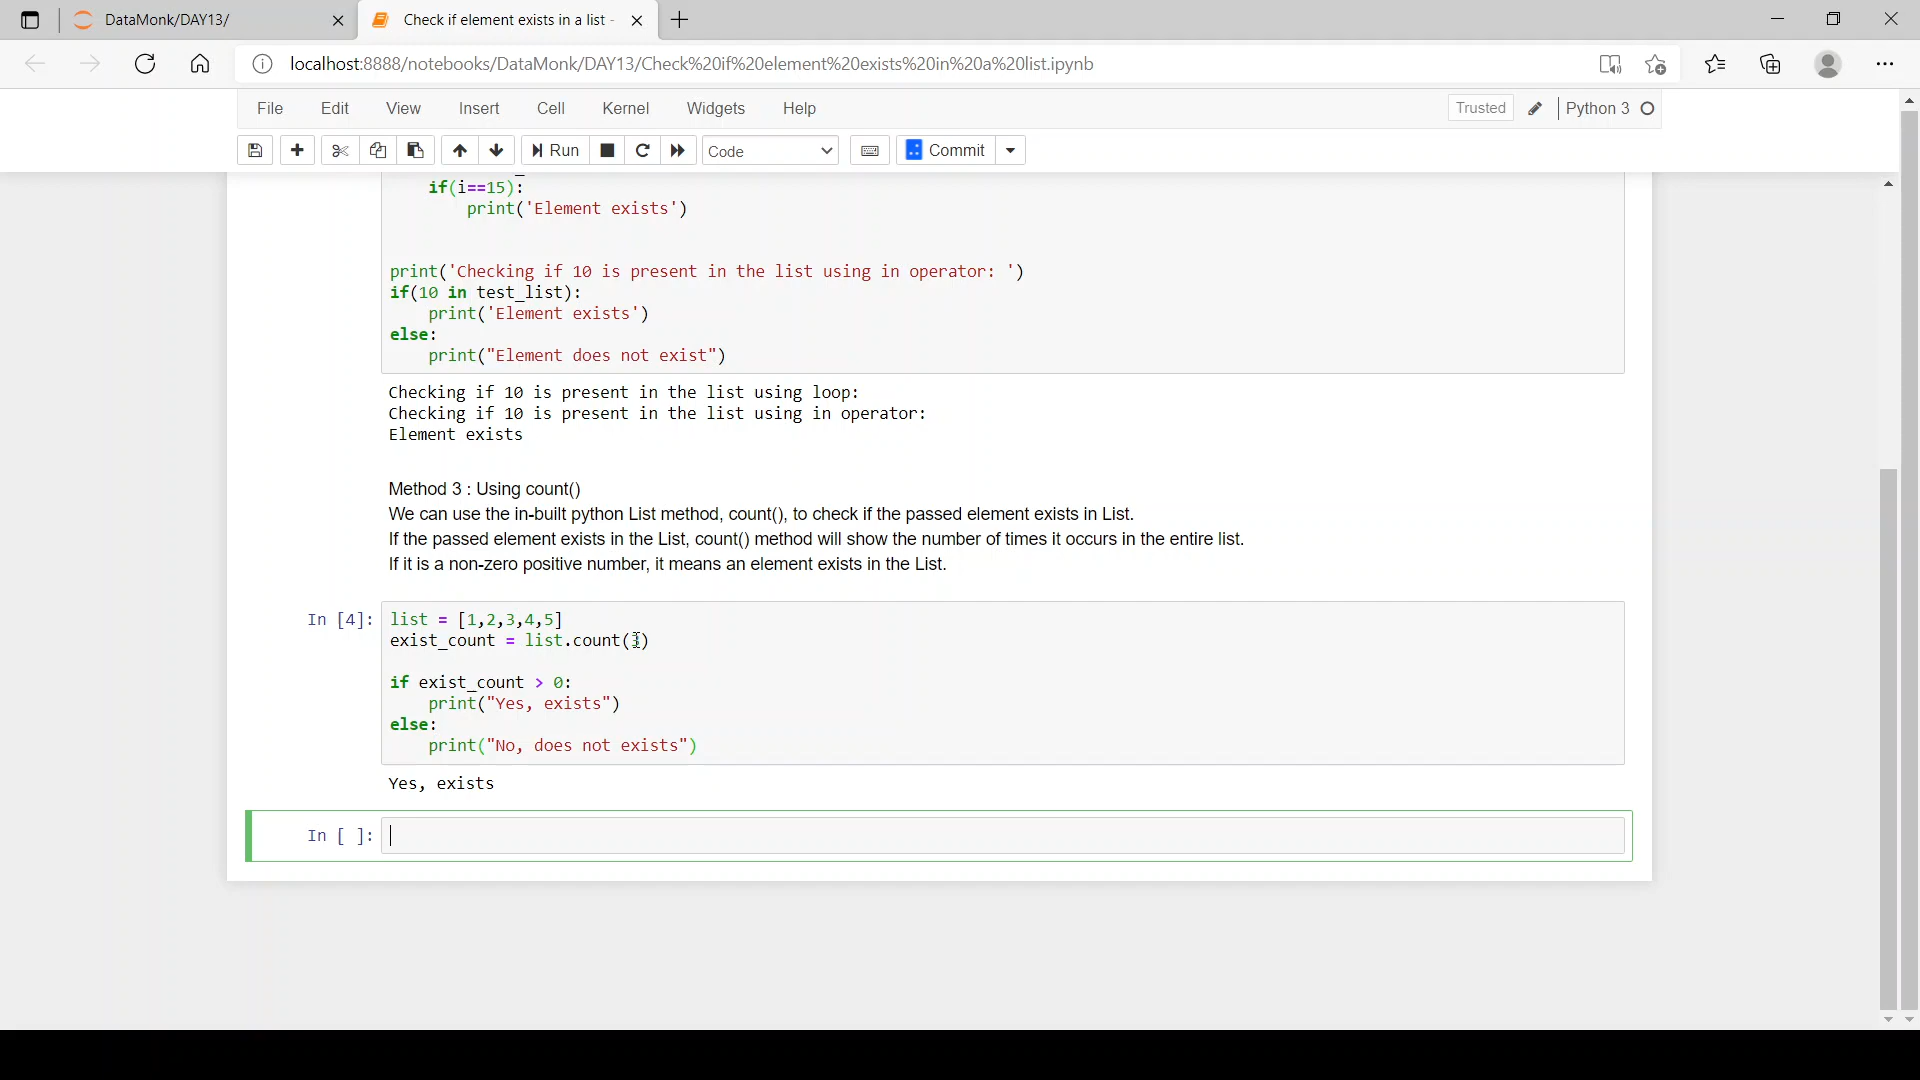 DataMonk/DAY13/
Check if element exists in a list -
localhost:8888/notebooks/DataMonk/DAY13/Check%20if%20element%20exists%20in%20a%20list.ipynb
File Edit View Insert Cell Kernel Widgets Help Trusted Python 3
Run Code Commit
if(i==15):
print('Element exists')
print('Checking if 10 is present in the list using in operator: ')
if(10 in test_list):
print('Element exists')
else:
print("Element does not exist")
Checking if 10 is present in the list using loop:
Checking if 10 is present in the list using in operator:
Element exists
Method 3 : Using count()
We can use the in-built python List method, count(), to check if the passed element exists in List.
If the passed element exists in the List, count() method will show the number of times it occurs in the entire list.
If it is a non-zero positive number, it means an element exists in the List.
In [4]: list = [1,2,3,4,5]
exist_count = list.count(3)
if exist_count > 0:
print("Yes, exists")
else:
print("No, does not exists")
Yes, exists
In [ ]: